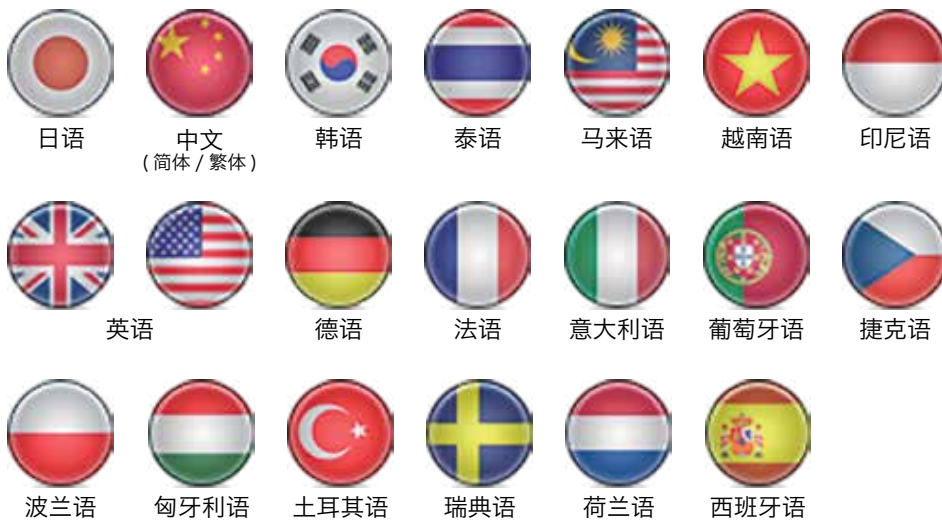 日语
中文
(简体 / 繁体)
韩语
泰语
马来语
越南语
印尼语
英语
德语
法语
意大利语
葡萄牙语
捷克语
波兰语
匈牙利语
土耳其语
瑞典语
荷兰语
西班牙语